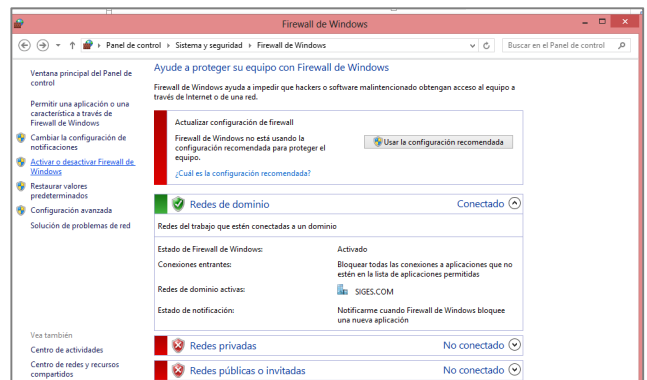 Firewall de Windows
Panel de control ▸ Sistema y seguridad ▸ Firewall de Windows
Buscar en el Panel de control
Ventana principal del Panel de
control
Permitir una aplicación o una
característica a través de
Firewall de Windows
Cambiar la configuración de
notificaciones
Activar o desactivar Firewall de
Windows
Restaurar valores
predeterminados
Configuración avanzada
Solución de problemas de red
Vea también
Centro de actividades
Centro de redes y recursos
compartidos
Ayude a proteger su equipo con Firewall de Windows
Firewall de Windows ayuda a impedir que hackers o software malintencionado obtengan acceso al equipo a
través de Internet o de una red.
Actualizar configuración de firewall
Firewall de Windows no está usando la
configuración recomendada para proteger el
equipo.
Usar la configuración recomendada
¿Cuál es la configuración recomendada?
Redes de dominio Conectado
Redes del trabajo que estén conectadas a un dominio
Estado de Firewall de Windows: Activado
Conexiones entrantes: Bloquear todas las conexiones a aplicaciones que no
estén en la lista de aplicaciones permitidas
Redes de dominio activas: SIGES.COM
Estado de notificación: Notificarme cuando Firewall de Windows bloquee
una nueva aplicación
Redes privadas No conectado
Redes públicas o invitadas No conectado